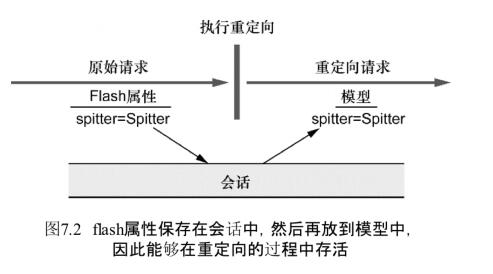 执行重定向
原始请求
重定向请求
Flash属性
模型
spitter=Spitter
spitter=Spitter
会话
图7.2 flash属性保存在会话中，然后再放到模型中，
因此能够在重定向的过程中存活